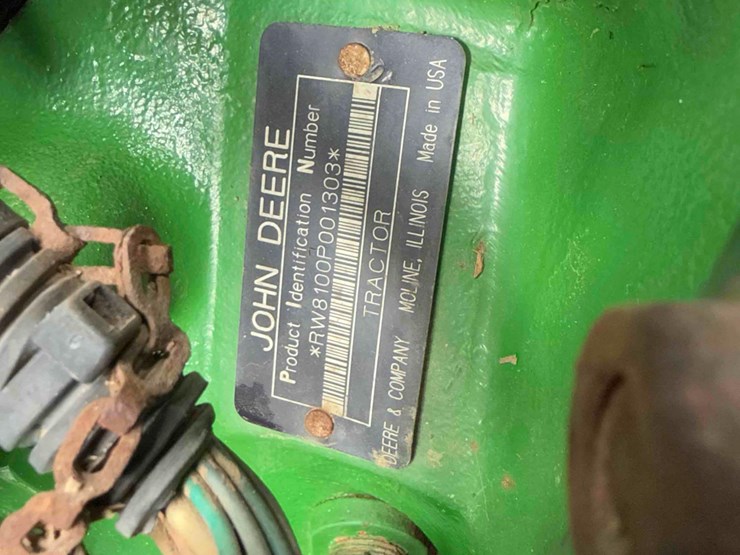 JOHN DEERE
Product Identification Number
*RW8100P001303*
TRACTOR
DEERE & COMPANY MOLINE, ILLINOIS Made in USA